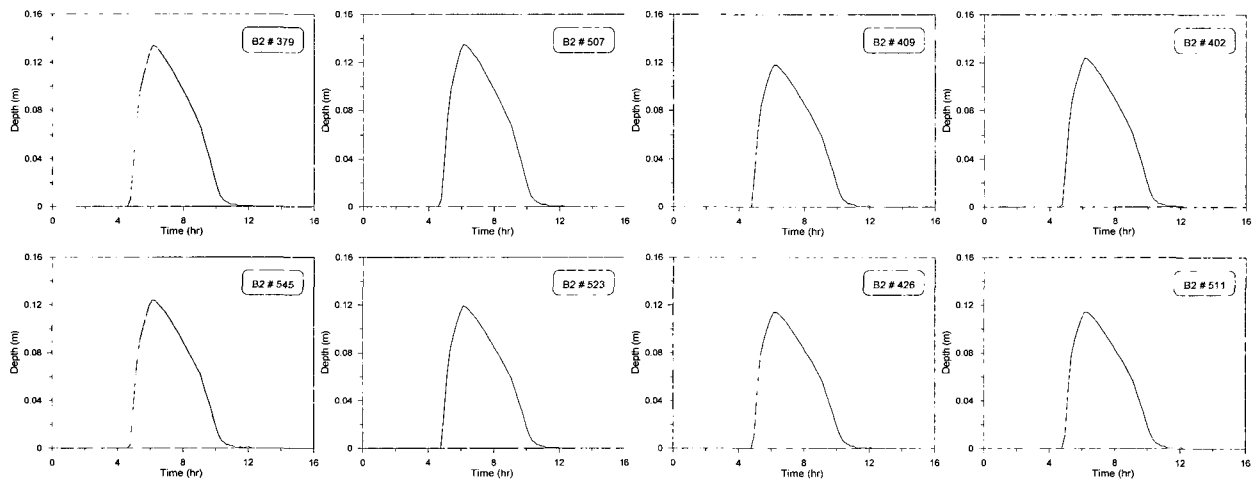 0.16
0.12
0.08
0.04
0
Depth (m)
B2 # 379
0 4 8 12 16
Time (hr)
0.16
0.12
0.08
0.04
0
Depth (m)
B2 # 507
0 4 8 12 16
Time (hr)
0.16
0.12
0.08
0.04
0
Depth (m)
B2 # 409
0 4 8 12 16
Time (hr)
0.16
0.12
0.08
0.04
0
Depth (m)
B2 # 402
0 4 8 12 16
Time (hr)
0.16
0.12
0.08
0.04
0
Depth (m)
B2 # 545
0 4 8 12 16
Time (hr)
0.16
0.12
0.08
0.04
0
Depth (m)
B2 # 523
0 4 8 12 16
Time (hr)
0.16
0.12
0.08
0.04
0
Depth (m)
B2 # 426
0 4 8 12 16
Time (hr)
0.16
0.12
0.08
0.04
0
Depth (m)
B2 # 511
0 4 8 12 16
Time (hr)